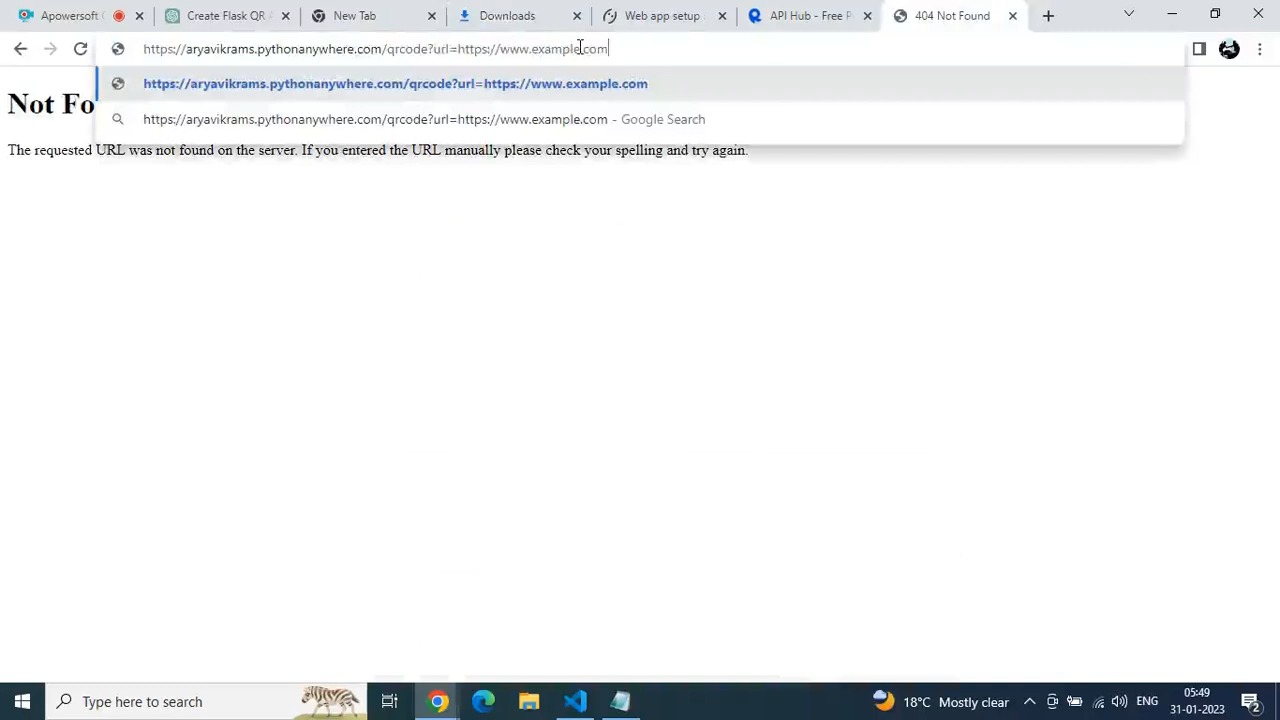 Apowersoft
Create Flask QR A
New Tab
Downloads
Web app setup
API Hub - Free P
404 Not Found
https://aryavikrams.pythonanywhere.com/qrcode?url=https://www.example.com
https://aryavikrams.pythonanywhere.com/qrcode?url=https://www.example.com
https://aryavikrams.pythonanywhere.com/qrcode?url=https://www.example.com - Google Search
Not Fo
The requested URL was not found on the server. If you entered the URL manually please check your spelling and try again.
Type here to search
18°C Mostly clear
ENG
05:49
31-01-2023
2